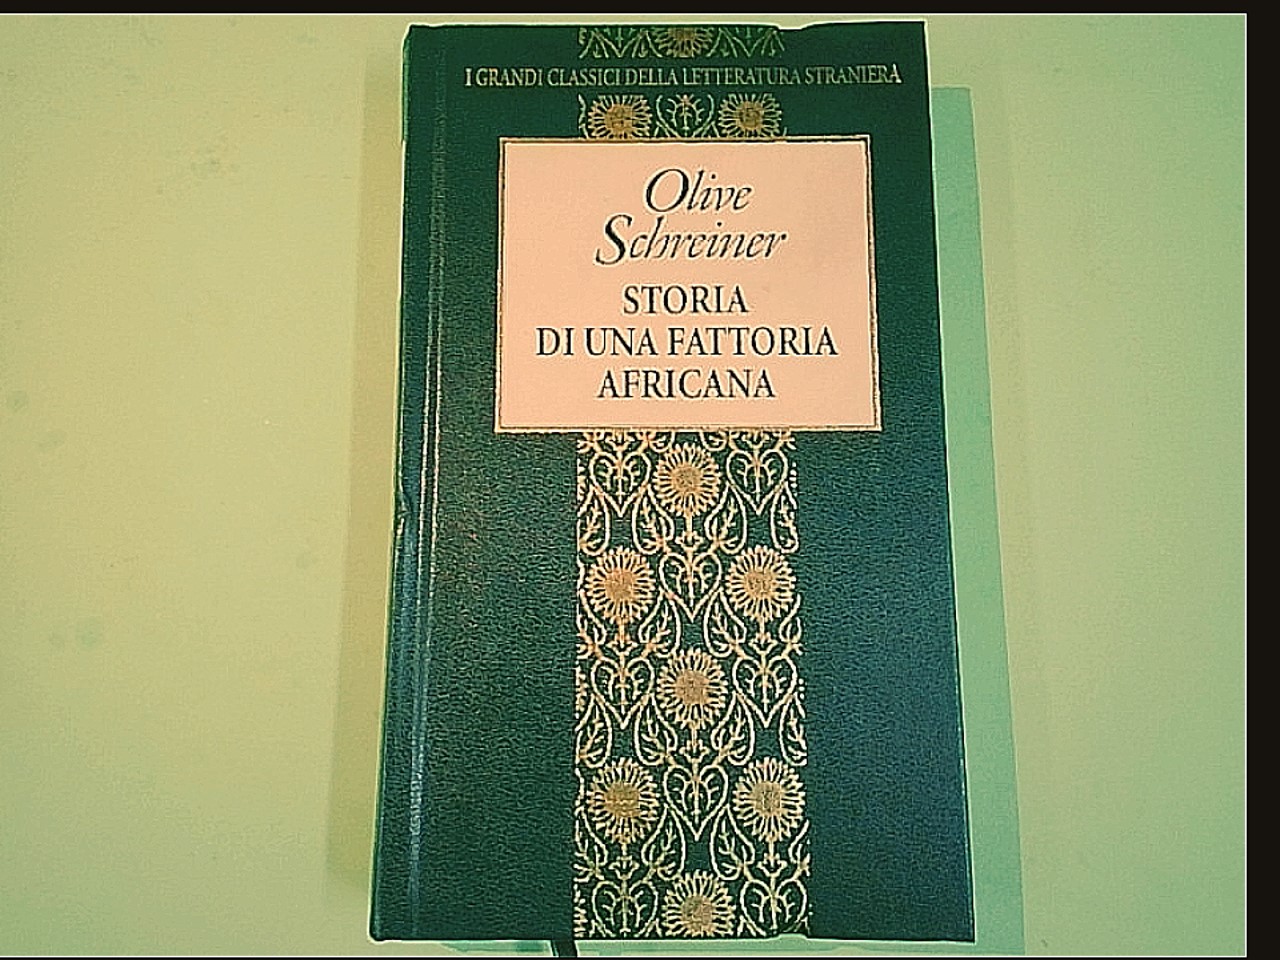 I GRANDI CLASSICI DELLA LETTERATURA STRANIERA
Olive
Schreiner
STORIA
DI UNA FATTORIA
AFRICANA